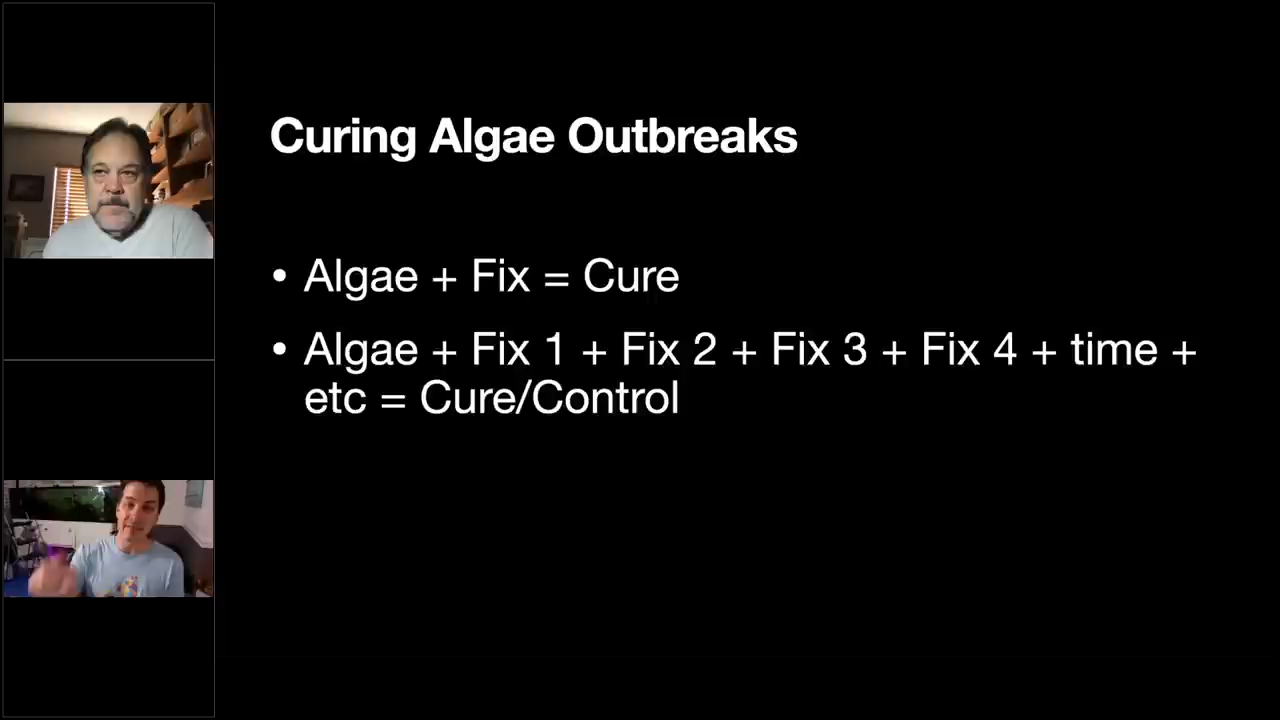 Curing Algae Outbreaks
• Algae + Fix = Cure
• Algae + Fix 1 + Fix 2 + Fix 3 + Fix 4 + time +
etc = Cure/Control